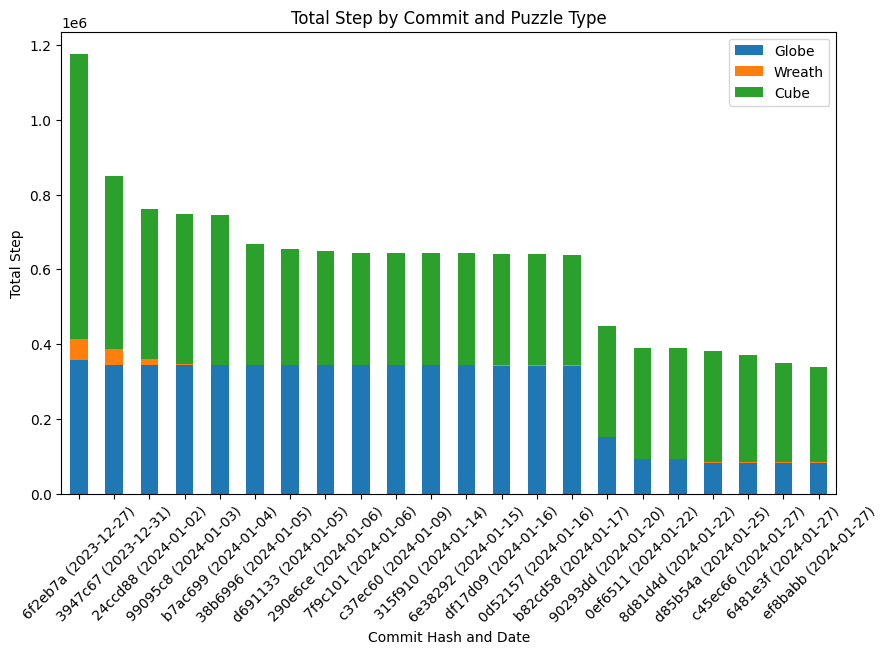 Total Step by Commit and Puzzle Type
1e6
1.2
1.0
0.8
0.6
0.4
0.2
0.0
Total Step
Globe
Wreath
Cube
6f2eb7a (2023-12-27)
3947c67 (2023-12-31)
24ccd88 (2024-01-02)
99095c8 (2024-01-03)
b7ac699 (2024-01-04)
38b6996 (2024-01-05)
d691133 (2024-01-05)
290e6ce (2024-01-06)
7f9c101 (2024-01-06)
c37ec60 (2024-01-09)
315f910 (2024-01-14)
6e38292 (2024-01-15)
df17d09 (2024-01-16)
0d52157 (2024-01-16)
b82cd58 (2024-01-17)
90293dd (2024-01-20)
0ef6511 (2024-01-22)
8d81d4d (2024-01-22)
d85b54a (2024-01-25)
c45ec66 (2024-01-27)
6481e3f (2024-01-27)
ef8babb (2024-01-27)
Commit Hash and Date